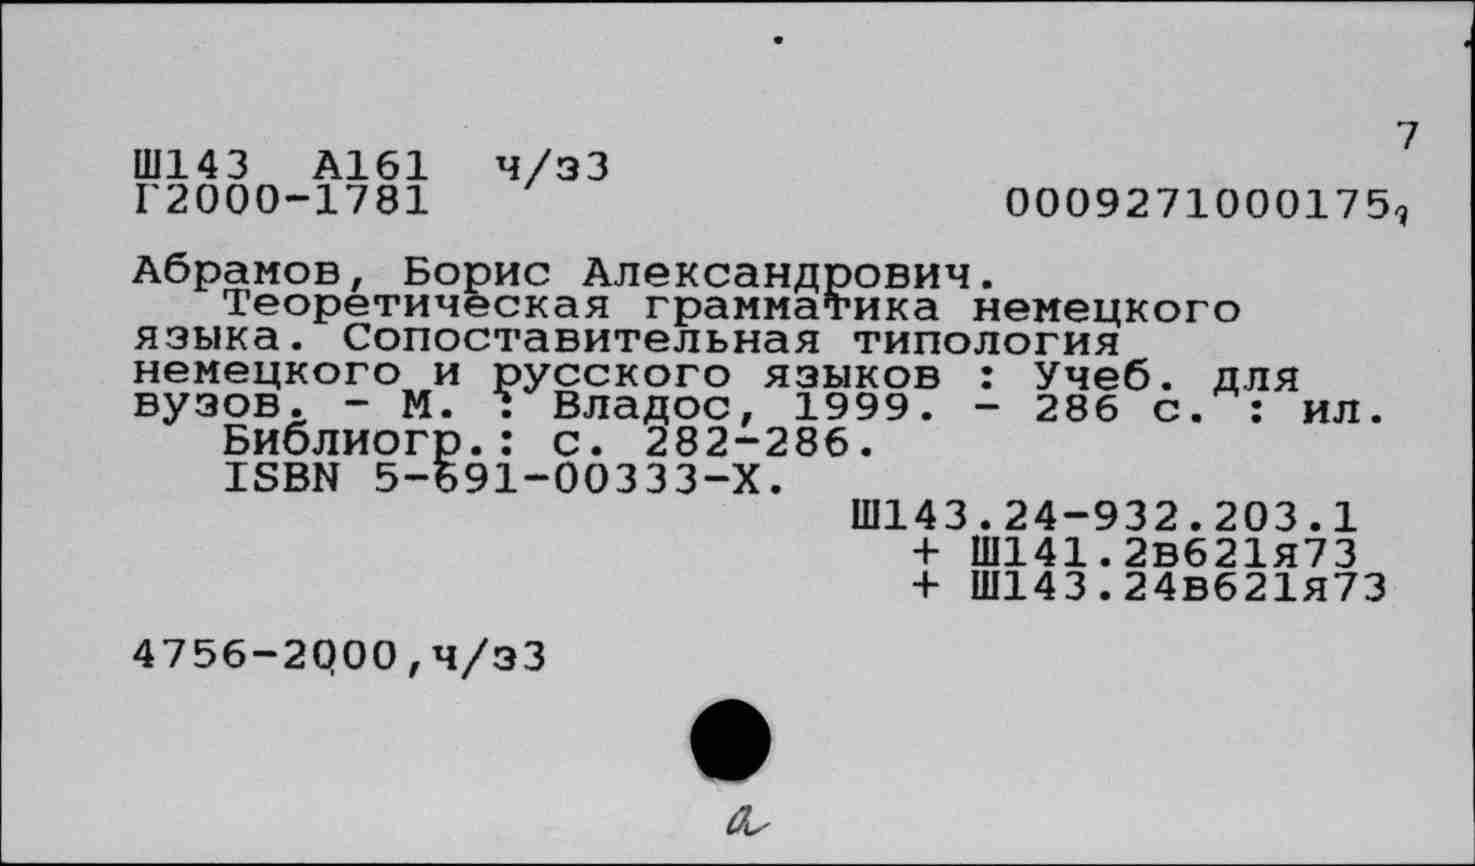 7
Ш143 А161 ч/з3
Г2000-1781 0009271000175,
Абрамов, Борис Александрович.
Теоретическая грамматика немецкого
языка. Сопоставительная типология
немецкого и русского языков : Учеб. для
вузов. - М. : Владос, 1999. - 286 с. : ил.
Библиогр.: с. 282-286.
ISBN 5-691-00333-X.
Ш143.24-932.203.1
+ Ш141.2в621я73
+ Ш143.24в621я73
4756-2000,ч/з3